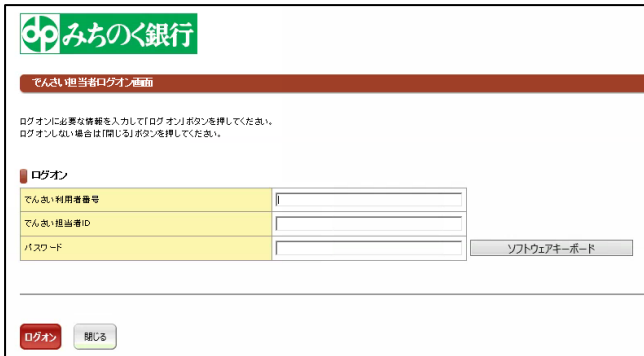 みちのく銀行
でんさい担当者ログオン画面
ログオンに必要な情報を入力して「ログオン」ボタンを押してください。
ログオンしない場合は「閉じる」ボタンを押してください。
ログオン
でんさい利用者番号
でんさい担当者ID
パスワード ソフトウェアキーボード
ログオン 閉じる